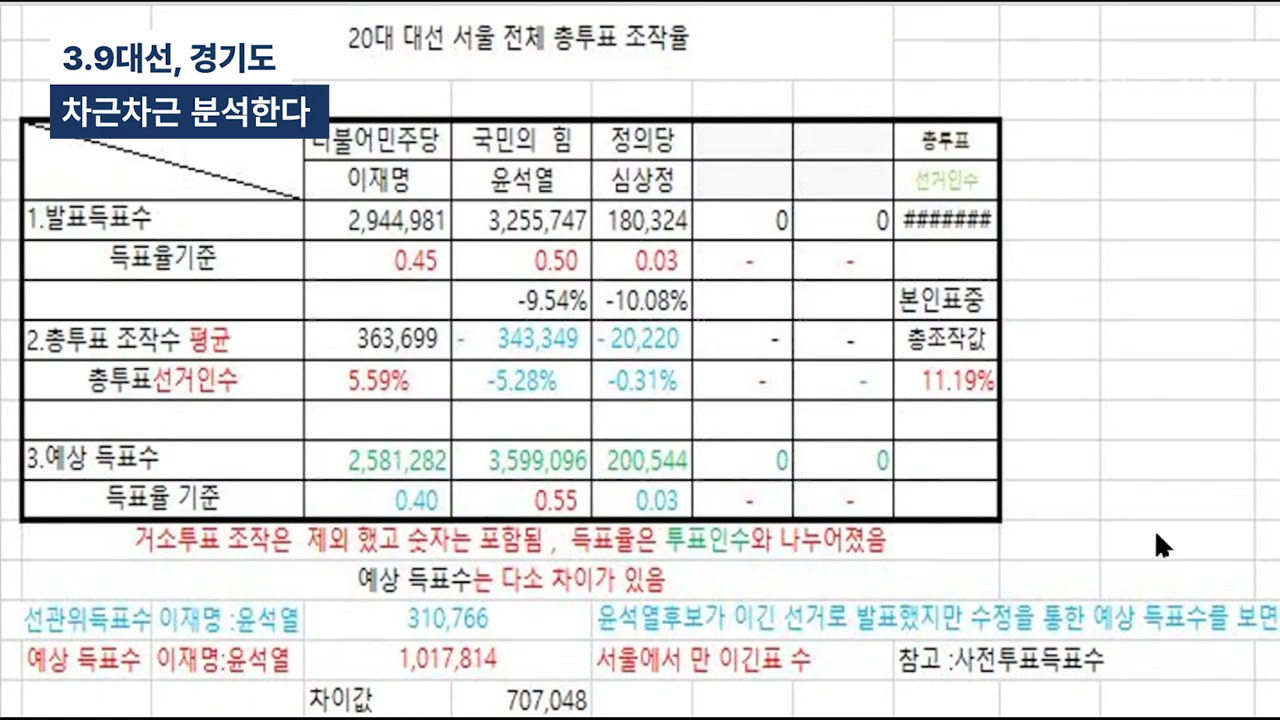 20대 대선 서울 전체 총투표 조작율
3.9대선, 경기도
차근차근 분석한다
더불어민주당 국민의 힘 정의당 총투표
이재명 윤석열 심상정 선거인수
1.발표득표수 2,944,981 3,255,747 180,324 0 0 #######
득표율기준 0.45 0.50 0.03 - -
-9.54% -10.08% 본인표중
2.총투표 조작수 평균 363,699 - 343,349 - 20,220 - - 총조작값
총투표선거인수 5.59% -5.28% -0.31% - - 11.19%
3.예상 득표수 2,581,282 3,599,096 200,544 0 0
득표율 기준 0.40 0.55 0.03 - -
거소투표 조작은 제외 했고 숫자는 포함됨 , 득표율은 투표인수와 나누어졌음
예상 득표수는 다소 차이가 있음
선관위득표수 이재명 :윤석열 310,766 윤석열후보가 이긴 선거로 발표했지만 수정을 통한 예상 득표수를 보면
예상 득표수 이재명:윤석열 1,017,814 서울에서 만 이긴표 수 참고 :사전투표득표수
차이값 707,048